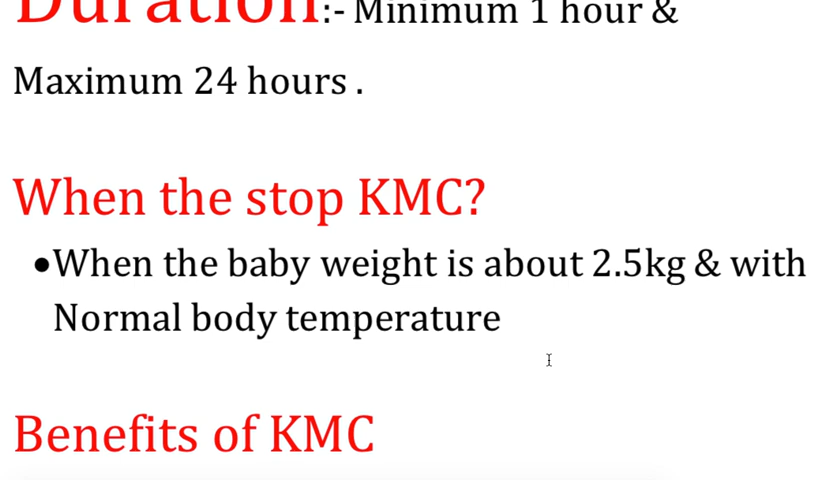 Duration:- Minimum 1 hour &
Maximum 24 hours .
When the stop KMC?
•When the baby weight is about 2.5kg & with
Normal body temperature
Benefits of KMC